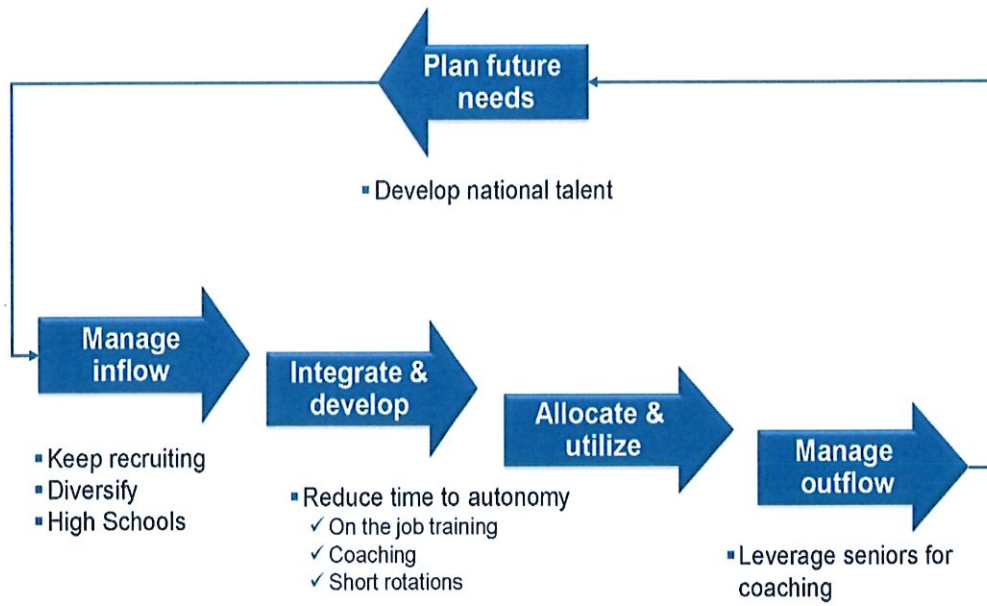 Plan future
needs
▪ Develop national talent
Manage
inflow
▪ Keep recruiting
▪ Diversify
▪ High Schools
Integrate &
develop
▪ Reduce time to autonomy
✓ On the job training
✓ Coaching
✓ Short rotations
Allocate &
utilize
Manage
outflow
▪ Leverage seniors for
coaching